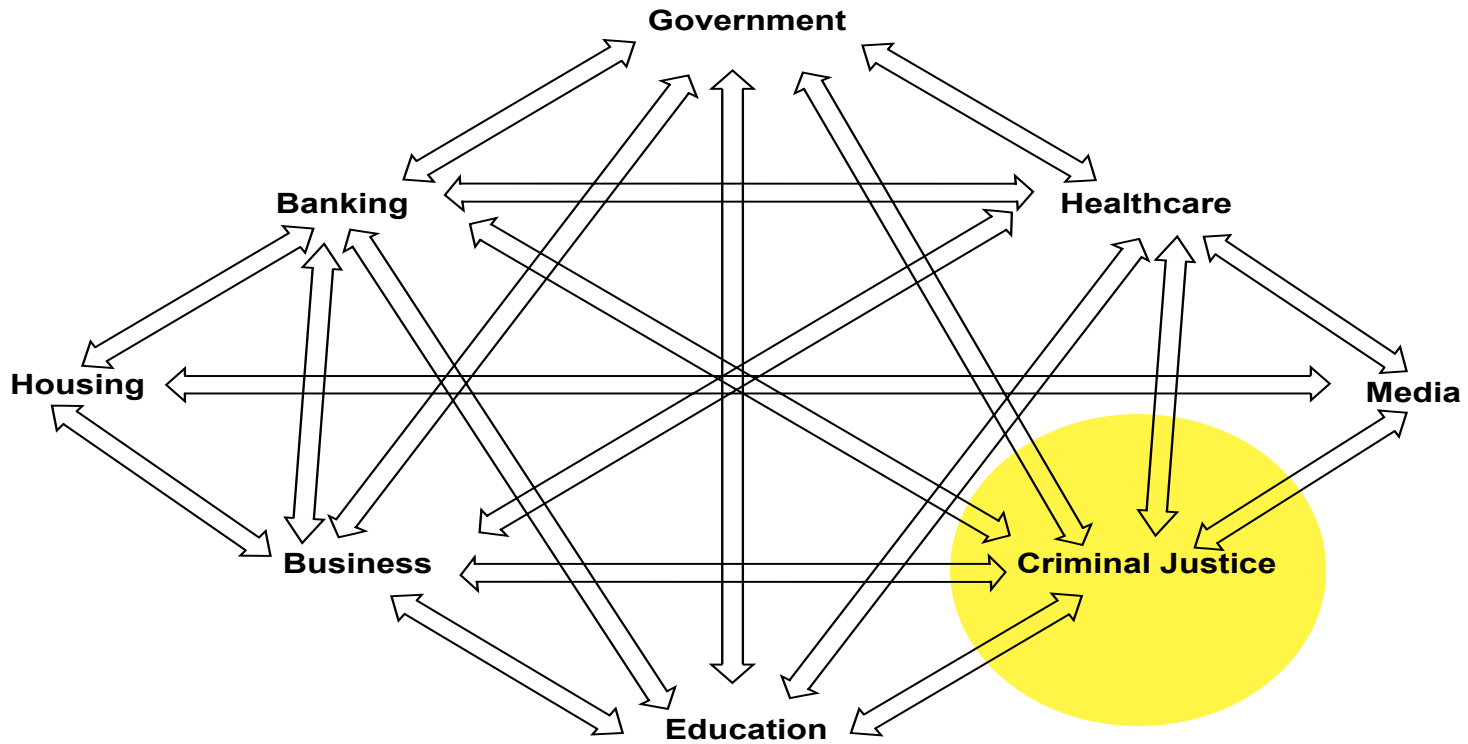 Government
Banking
Healthcare
Housing
Media
Business
Criminal Justice
Education